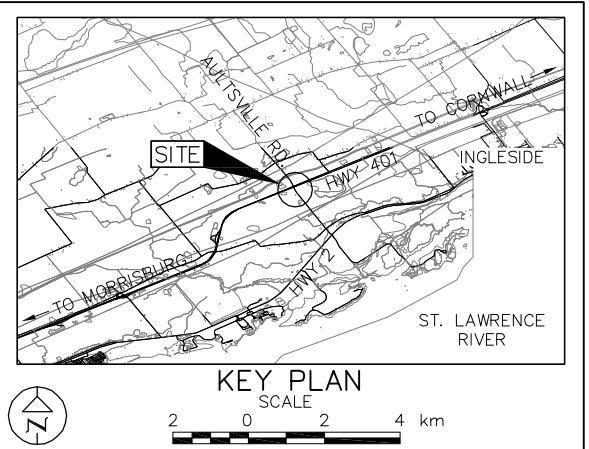 AULTSVILLE RD.
TO CORNWALL
SITE
HWY 401
INGLESIDE
TO MORRISBURG
HWY 2
ST. LAWRENCE
RIVER
KEY PLAN
SCALE
N
2 0 2 4 km